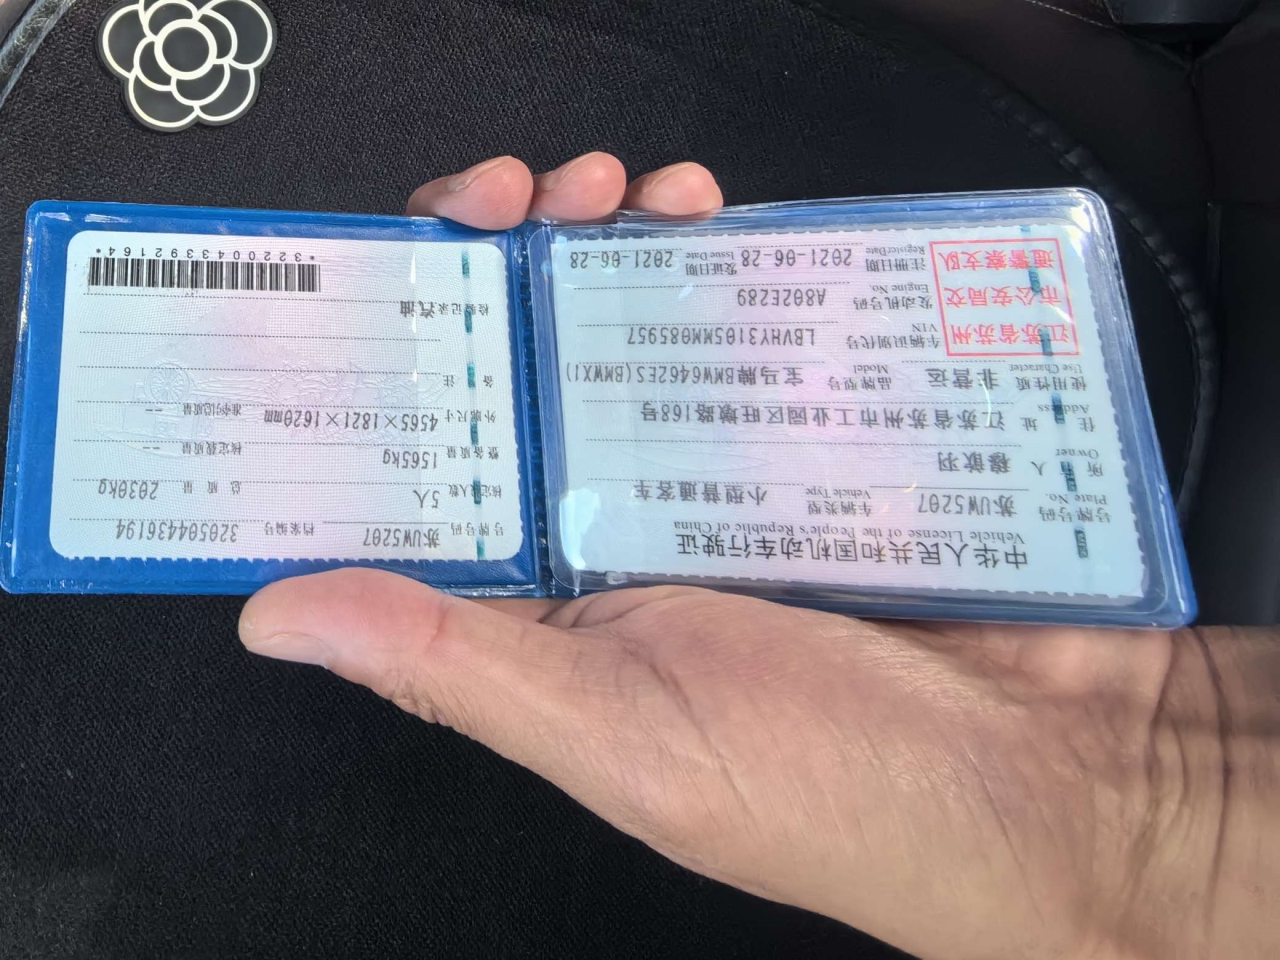 中华人民共和国机动车行驶证
Vehicle License of the People's Republic of China
号牌号码 Plate No. 苏UW5207 车辆类型 Vehicle Type 小型普通客车
所有人 Owner 穆歆羽
住址 Address 江苏省苏州市工业园区旺墩路168号
使用性质 Use Character 非营运 品牌型号 Model 宝马牌BMW6462ES(BMWX1)
车辆识别代号 VIN LBVHY3105MM085957
发动机号码 Engine No. A802E289
注册日期 Register Date 2021-06-28 发证日期 Issue Date 2021-06-28
江苏省苏州
市公安局交
通警察支队
号牌号码 苏UW5207 档案编号 320504436194
核定人数 5人 总质量 2030kg
整备质量 1565kg 核定载质量 --
外廓尺寸 4565×1821×1620mm 准牵引总质量 --
备注
检验记录 汽油
*3220043392164*